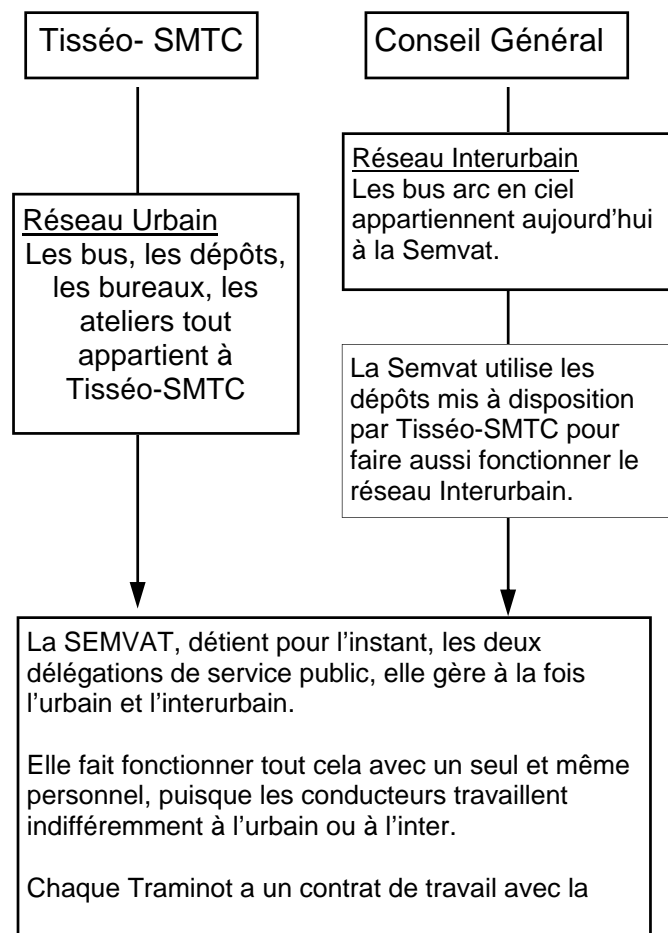 Tisséo- SMTC
Conseil Général
Réseau Urbain
Les bus, les dépôts,
les bureaux, les
ateliers tout
appartient à
Tisséo-SMTC
Réseau Interurbain
Les bus arc en ciel
appartiennent aujourd'hui
à la Semvat.
La Semvat utilise les
dépôts mis à disposition
par Tisséo-SMTC pour
faire aussi fonctionner le
réseau Interurbain.
La SEMVAT, détient pour l'instant, les deux
délégations de service public, elle gère à la fois
l'urbain et l'interurbain.
Elle fait fonctionner tout cela avec un seul et même
personnel, puisque les conducteurs travaillent
indifféremment à l'urbain ou à l'inter.
Chaque Traminot a un contrat de travail avec la